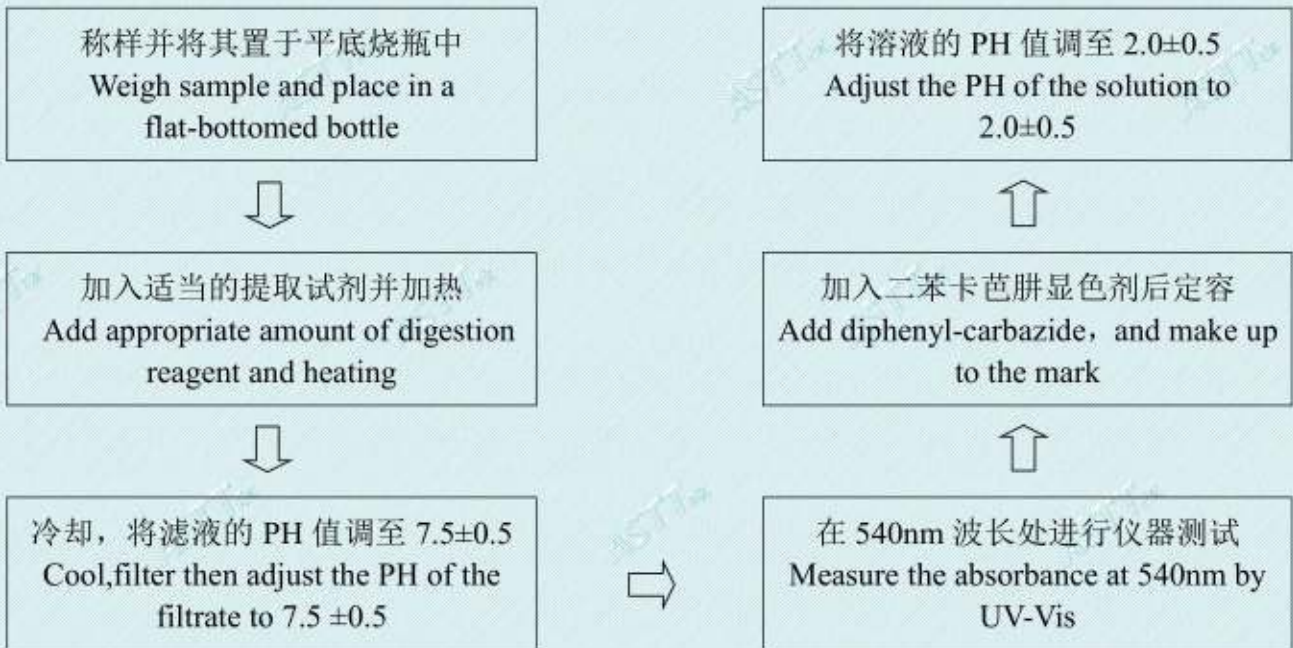 称样并将其置于平底烧瓶中
Weigh sample and place in a
flat-bottomed bottle
加入适当的提取试剂并加热
Add appropriate amount of digestion
reagent and heating
冷却，将滤液的 PH 值调至 7.5±0.5
Cool,filter then adjust the PH of the
filtrate to 7.5 ±0.5
在 540nm 波长处进行仪器测试
Measure the absorbance at 540nm by
UV-Vis
加入二苯卡芭肼显色剂后定容
Add diphenyl-carbazide，and make up
to the mark
将溶液的 PH 值调至 2.0±0.5
Adjust the PH of the solution to
2.0±0.5